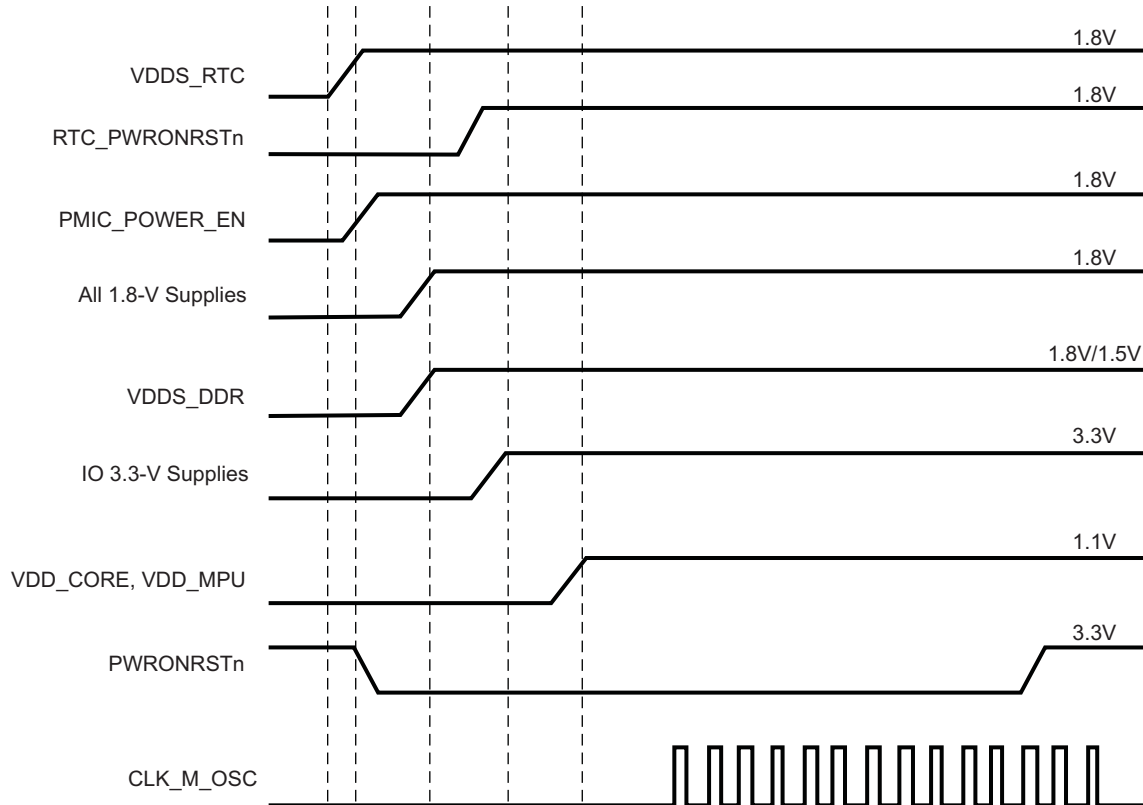 1.8V
VDDS_RTC
1.8V
RTC_PWRONRSTn
1.8V
PMIC_POWER_EN
1.8V
All 1.8-V Supplies
1.8V/1.5V
VDDS_DDR
3.3V
IO 3.3-V Supplies
1.1V
VDD_CORE, VDD_MPU
3.3V
PWRONRSTn
CLK_M_OSC